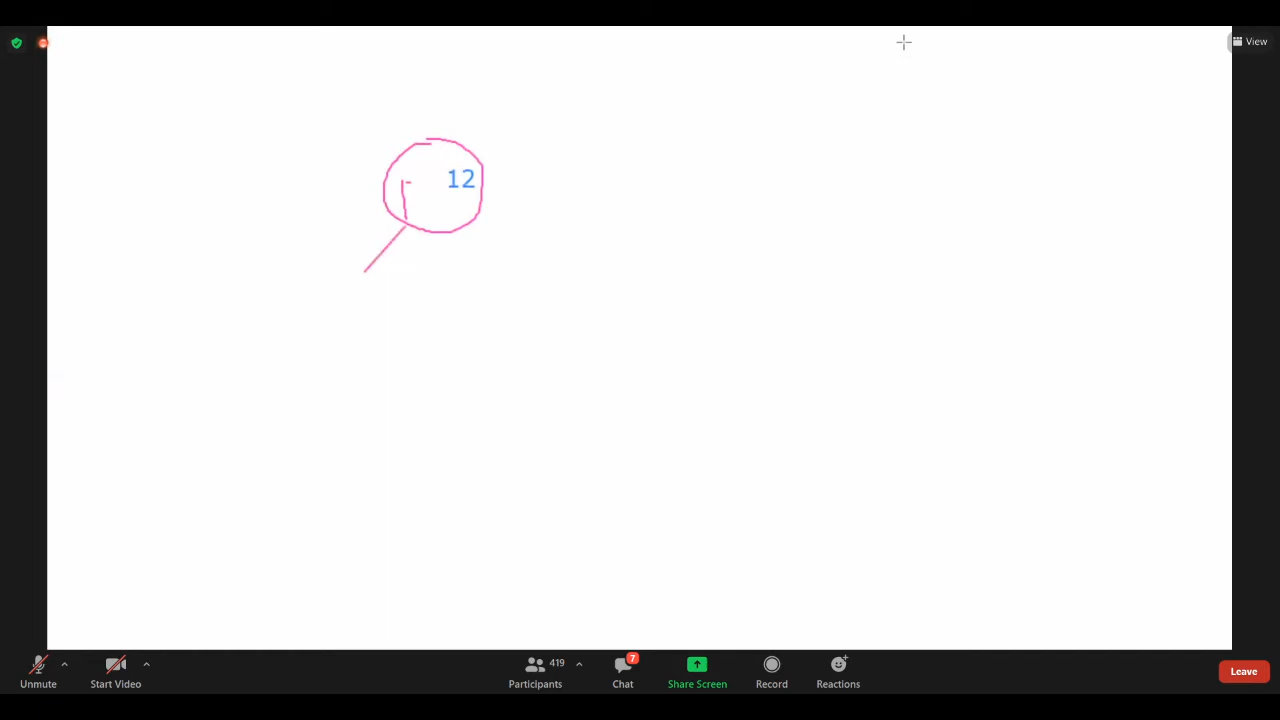 View
12
419
7
Unmute
Start Video
Participants
Chat
Share Screen
Record
Reactions
Leave